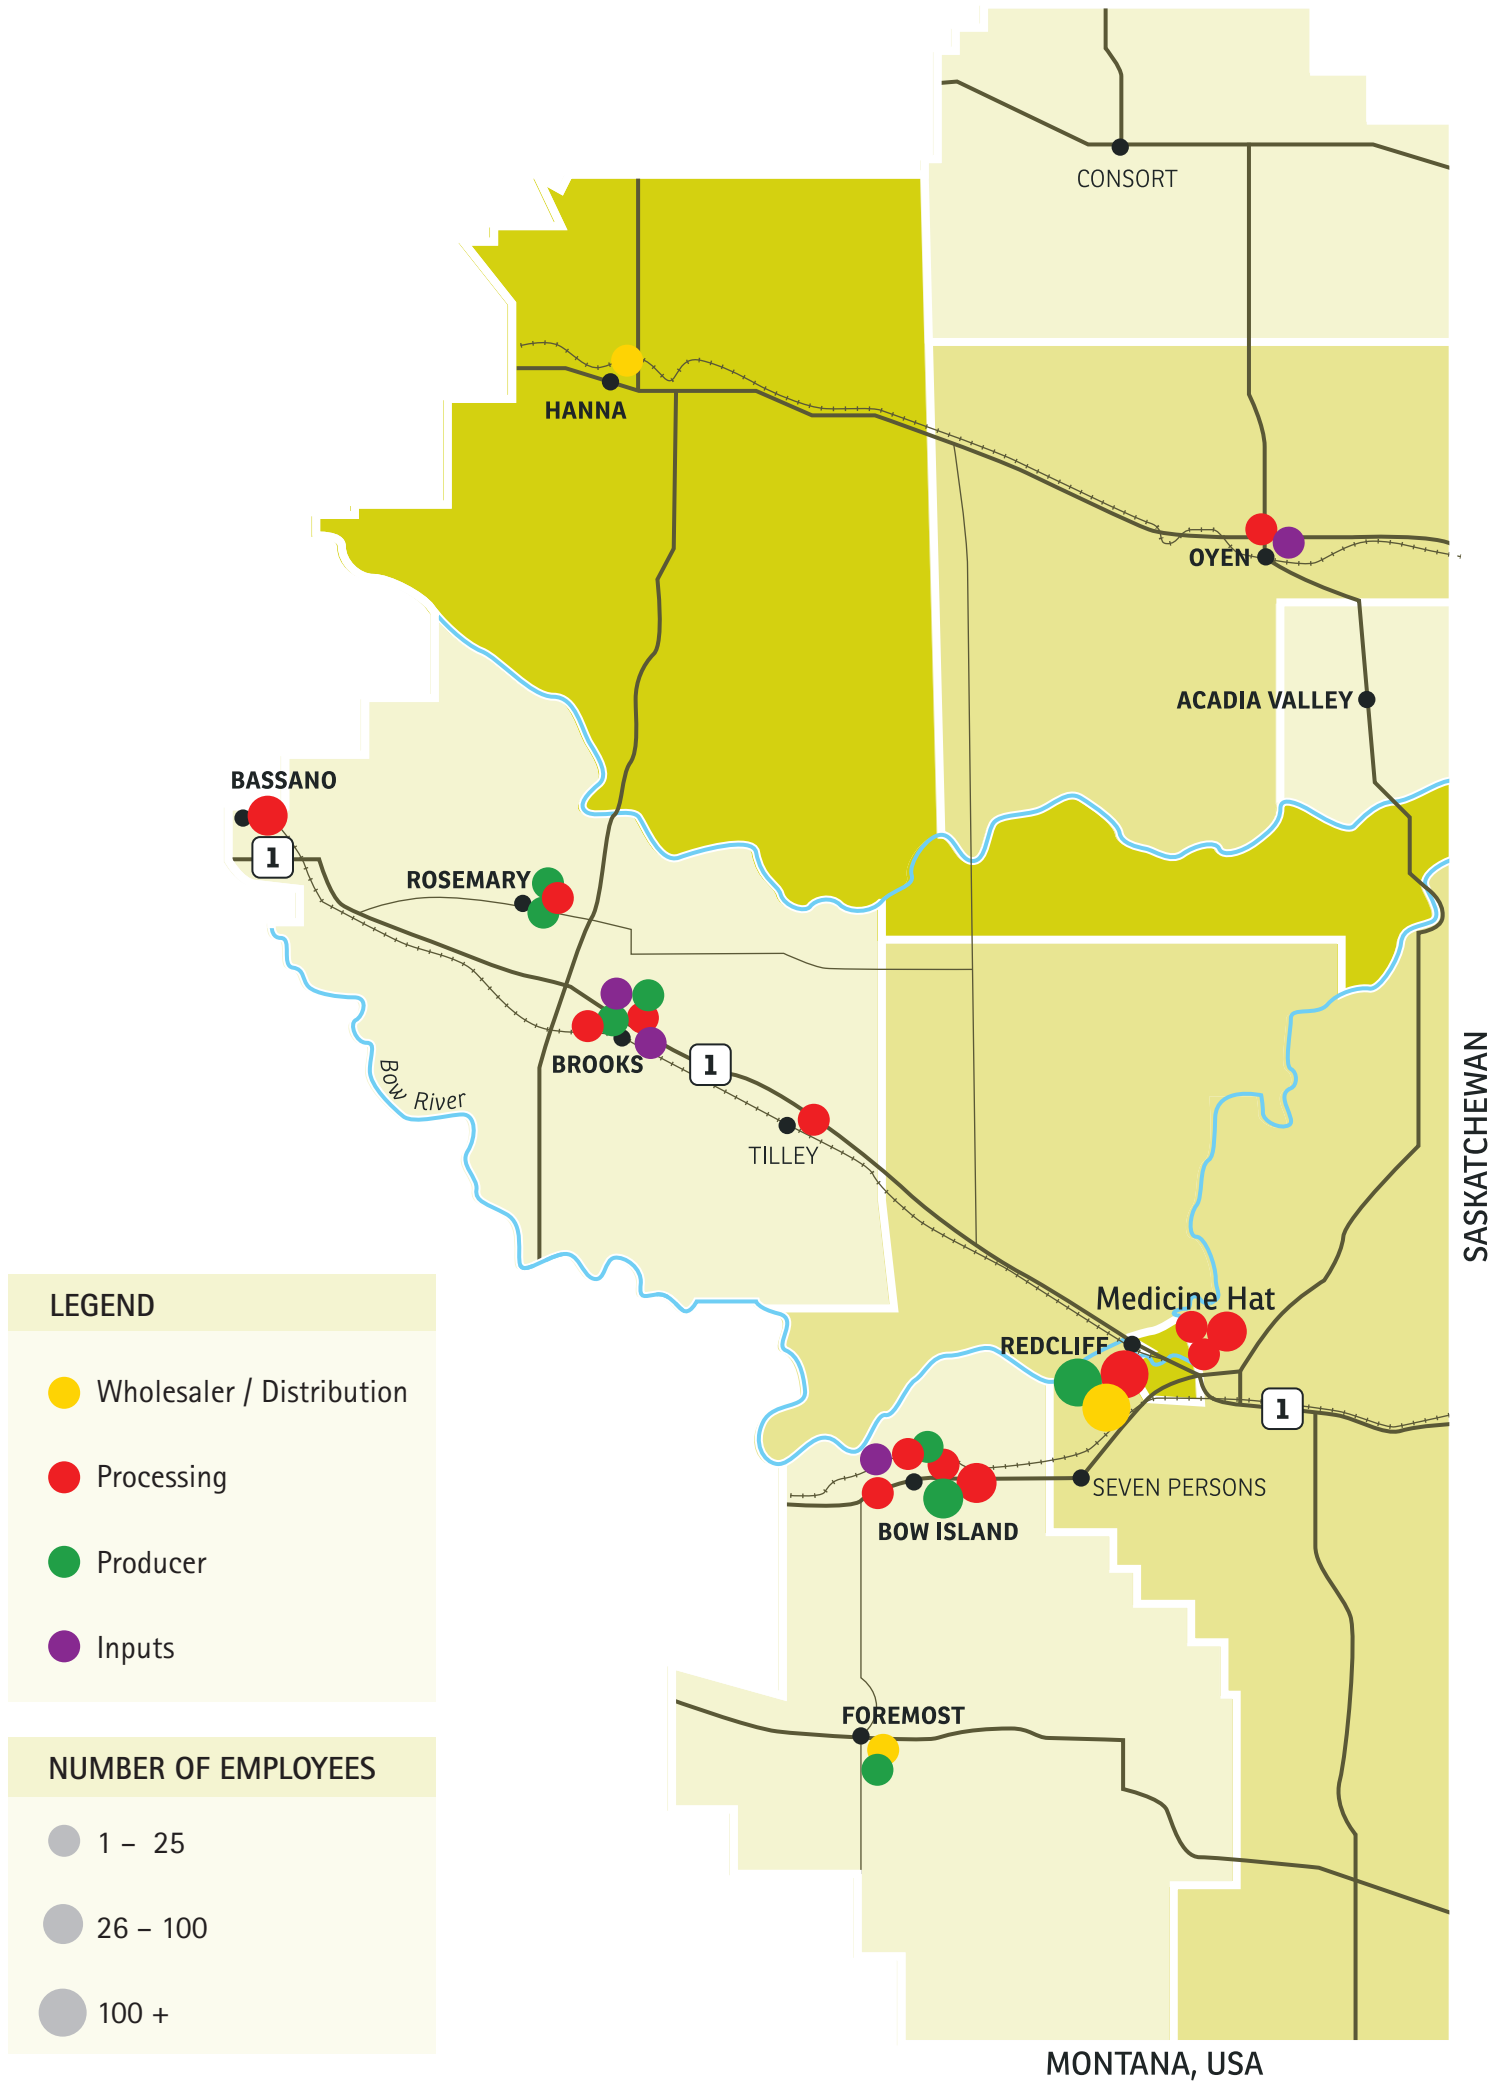 CONSORT
HANNA
OYEN
ACADIA VALLEY
BASSANO
1
ROSEMARY
BROOKS
1
TILLEY
Bow River
SASKATCHEWAN
Medicine Hat
REDCLIFF
1
SEVEN PERSONS
BOW ISLAND
FOREMOST
LEGEND
Wholesaler / Distribution
Processing
Producer
Inputs
NUMBER OF EMPLOYEES
1 – 25
26 – 100
100 +
MONTANA, USA